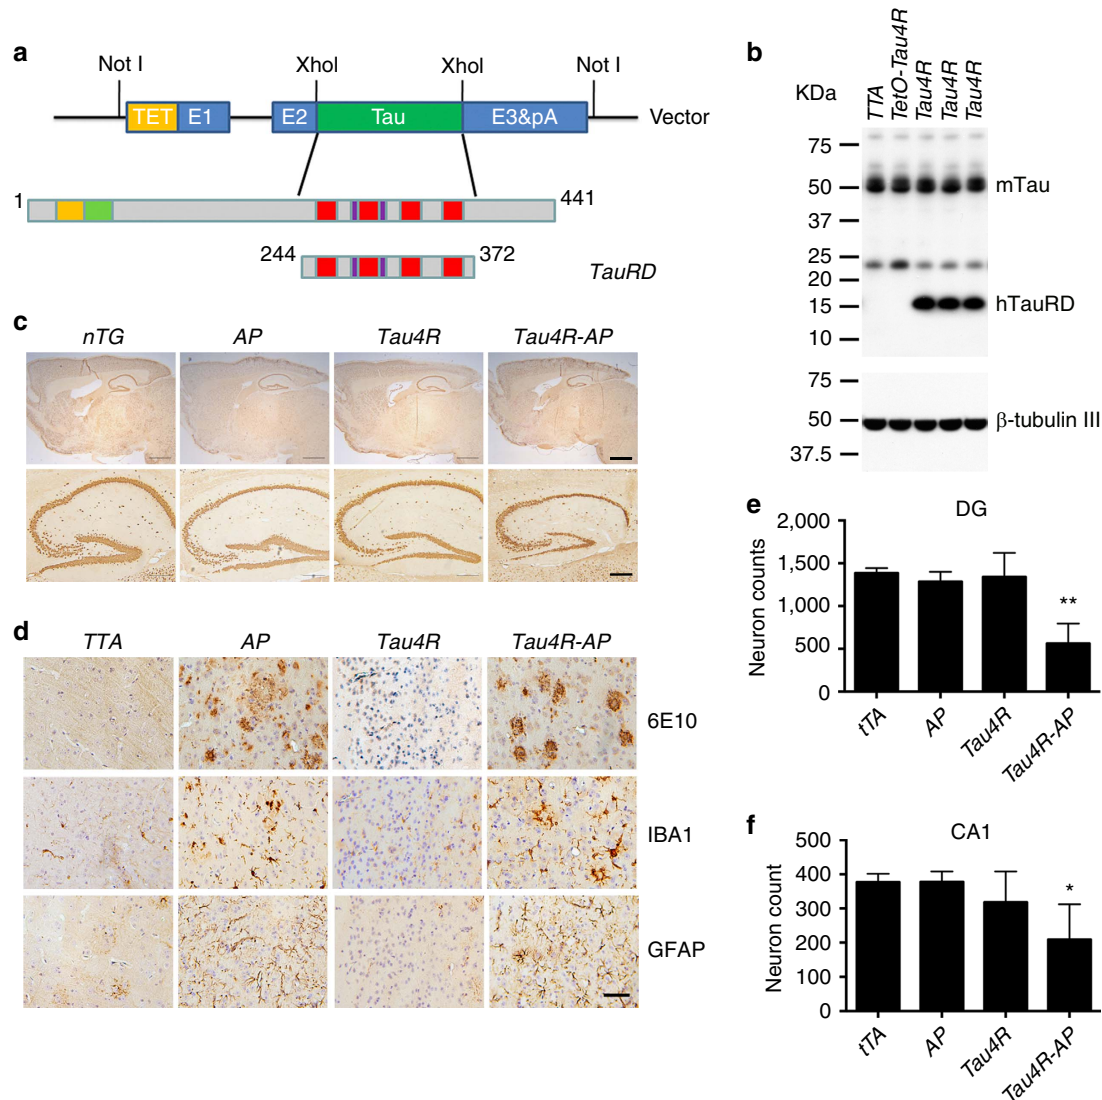 a
Not I
XhoI
XhoI
Not I
TET
E1
E2
Tau
E3&pA
Vector
1
441
244
372
TauRD
b
KDa
TTA
TetO-Tau4R
Tau4R
Tau4R
Tau4R
75
50
37
25
20
15
10
mTau
hTauRD
75
50
37.5
β-tubulin III
c
nTG
AP
Tau4R
Tau4R-AP
d
TTA
AP
Tau4R
Tau4R-AP
6E10
IBA1
GFAP
e
DG
Neuron counts
2,000
1,500
1,000
500
0
**
tTA
AP
Tau4R
Tau4R-AP
f
CA1
Neuron count
500
400
300
200
100
0
*
tTA
AP
Tau4R
Tau4R-AP